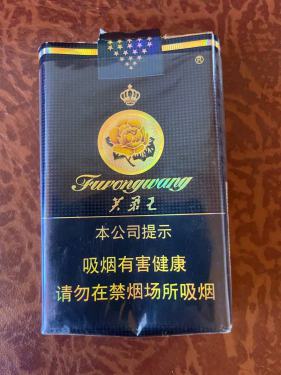 ®
Furongwang
芙蓉王
本公司提示
吸烟有害健康
请勿在禁烟场所吸烟